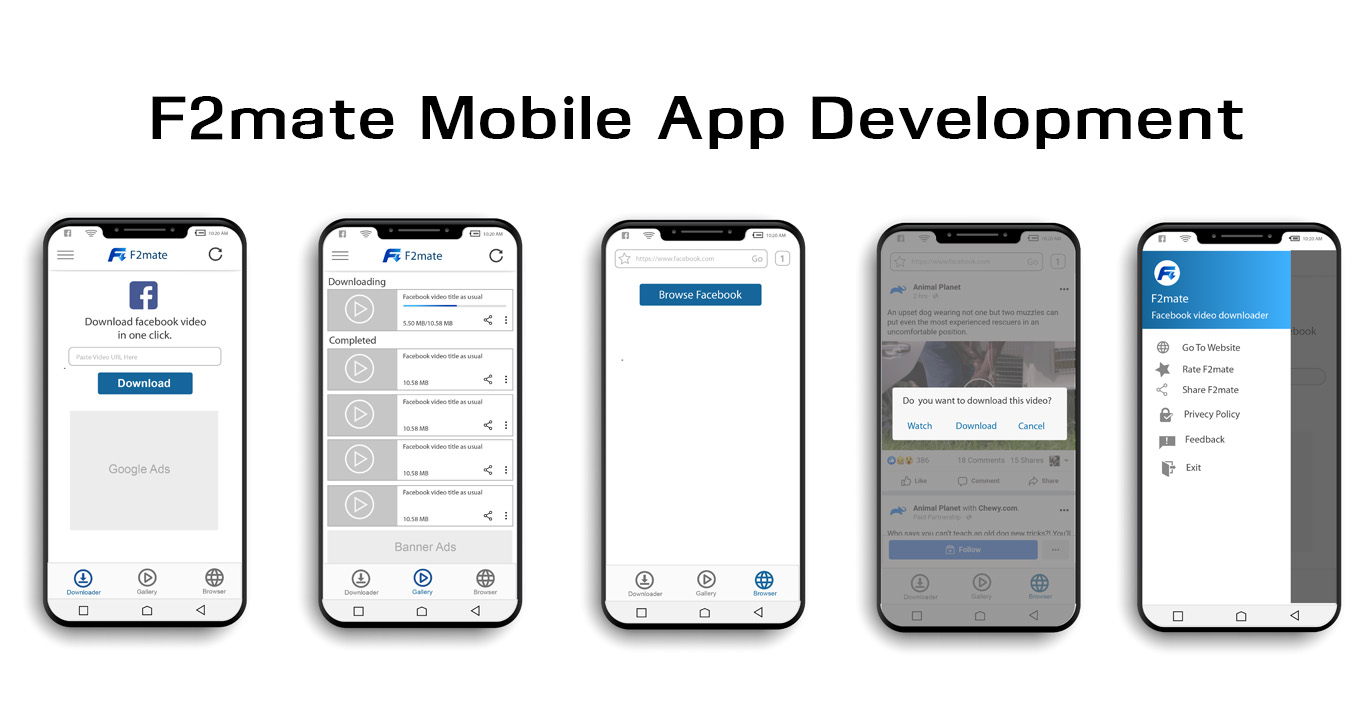 F2mate Mobile App Development
10:20 AM
F2mate
Download facebook video
in one click.
Paste Video URL Here
Download
Google Ads
Downloader
Gallery
Browser
10:20 AM
F2mate
Downloading
Facebook video title as usual
5.50 MB/10.58 MB
Completed
Facebook video title as usual
10.58 MB
Facebook video title as usual
10.58 MB
Facebook video title as usual
10.58 MB
Facebook video title as usual
10.58 MB
Banner Ads
Downloader
Gallery
Browser
10:20 AM
https://www.facebook.com
Go
1
Browse Facebook
Downloader
Gallery
Browser
10:20 AM
https://www.facebook.com
Go
1
Animal Planet
2 hrs
An upset dog wearing not one but two muzzles can
put even the most experienced rescuers in an
uncomfortable position.
Do you want to download this video?
Watch
Download
Cancel
386
18 Comments
15 Shares
Like
Comment
Share
Animal Planet with Chewy.com.
Paid Partnership
Who says you can't teach an old dog new tricks?! You'll
Follow
Downloader
Gallery
Browser
10:20 AM
F2mate
Facebook video downloader
book
Go To Website
Rate F2mate
Share F2mate
Privecy Policy
Feedback
Exit